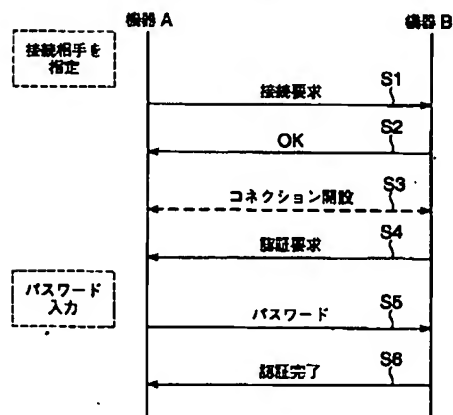 機器 A
機器 B
接続相手を
指定
S1
接続要求
S2
OK
S3
コネクション開設
S4
認証要求
パスワード
入力
S5
パスワード
S6
認証完了